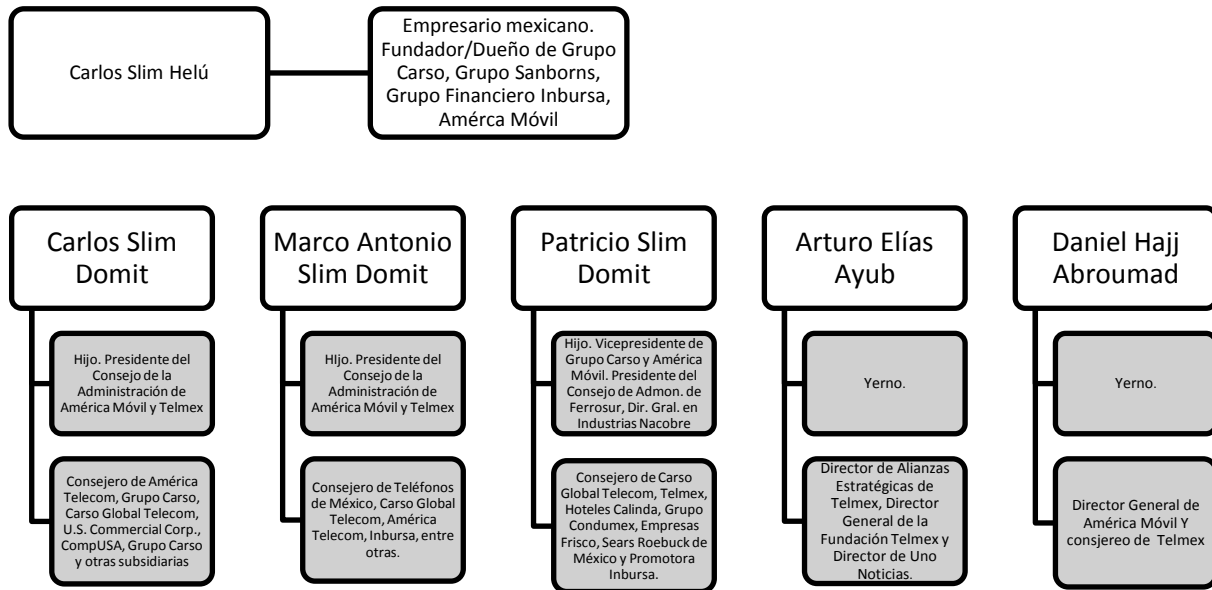 Carlos Slim Helú
Empresario mexicano.
Fundador/Dueño de Grupo
Carso, Grupo Sanborns,
Grupo Financiero Inbursa,
Amérca Móvil
Carlos Slim
Domit
Hijo. Presidente del
Consejo de la
Administración de
América Móvil y Telmex
Consejero de América
Telecom, Grupo Carso,
Carso Global Telecom,
U.S. Commercial Corp.,
CompUSA, Grupo Carso
y otras subsidiarias
Marco Antonio
Slim Domit
HIjo. Presidente del
Consejo de la
Administración de
América Móvil y Telmex
Consejero de Teléfonos
de México, Carso Global
Telecom, América
Telecom, Inbursa, entre
otras.
Patricio Slim
Domit
Hijo. Vicepresidente de
Grupo Carso y América
Móvil. Presidente del
Consejo de Admon. de
Ferrosur, Dir. Gral. en
Industrias Nacobre
Consejero de Carso
Global Telecom, Telmex,
Hoteles Calinda, Grupo
Condumex, Empresas
Frisco, Sears Roebuck de
México y Promotora
Inbursa.
Arturo Elías
Ayub
Yerno.
Director de Alianzas
Estratégicas de
Telmex, Director
General de la
Fundación Telmex y
Director de Uno
Noticias.
Daniel Hajj
Abroumad
Yerno.
Director General de
América Móvil Y
consjereo de Telmex